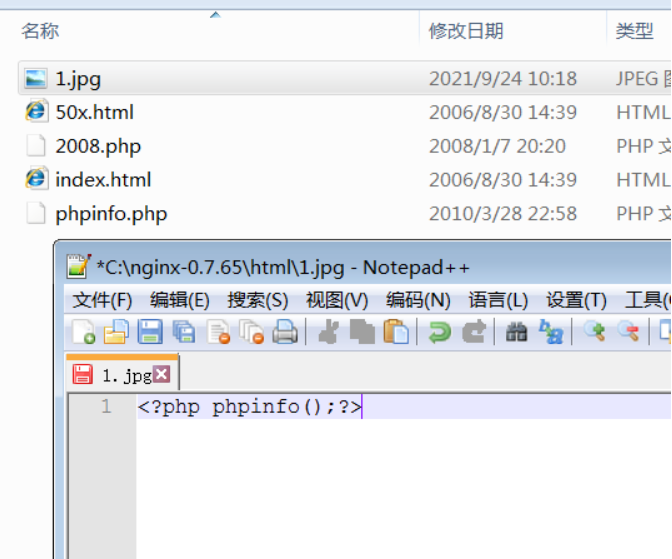 名称 修改日期 类型
1.jpg 2021/9/24 10:18 JPEG
50x.html 2006/8/30 14:39 HTML
2008.php 2008/1/7 20:20 PHP 文
index.html 2006/8/30 14:39 HTML
phpinfo.php 2010/3/28 22:58 PHP 文
*C:\nginx-0.7.65\html\1.jpg - Notepad++
文件(F) 编辑(E) 搜索(S) 视图(V) 编码(N) 语言(L) 设置(T) 工具(
1.jpg
1 <?php phpinfo();?>